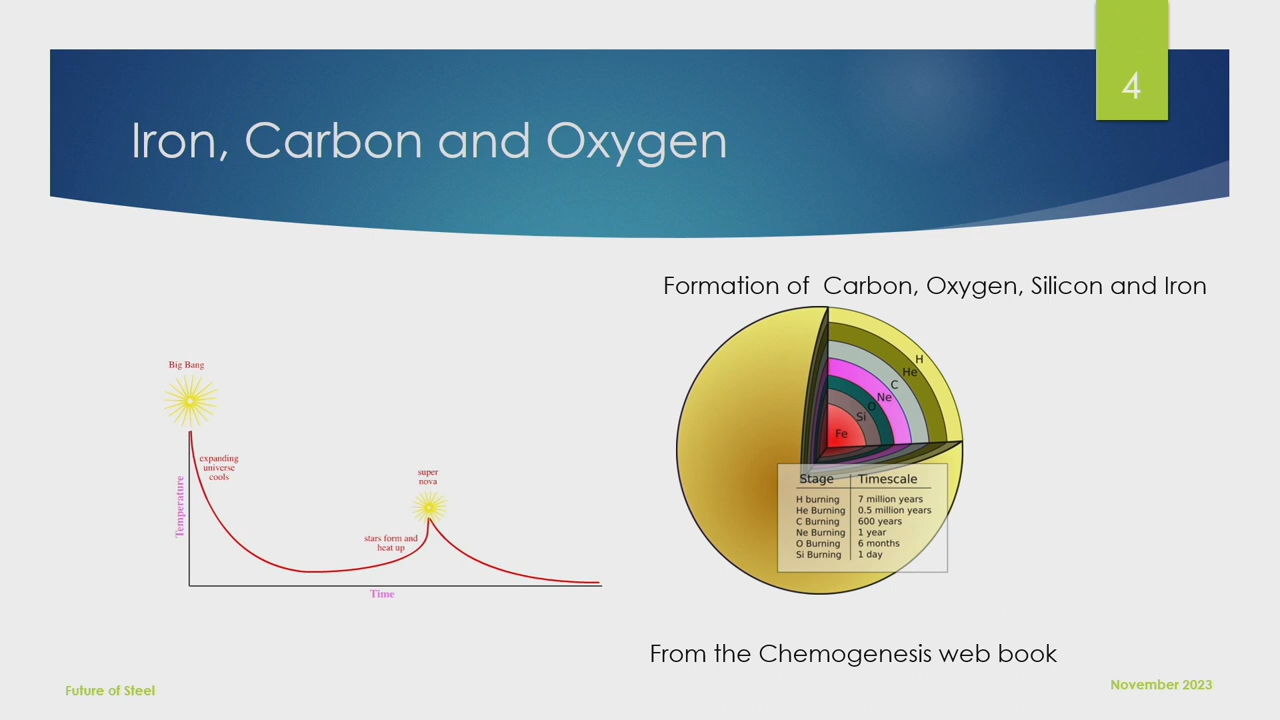 4
Iron, Carbon and Oxygen
Formation of Carbon, Oxygen, Silicon and Iron
Big Bang
expanding
universe
cools
Temperature
super
nova
stars form and
heat up
Time
H
He
C
Ne
O
Si
Fe
Stage Timescale
H burning 7 million years
He Burning 0.5 million years
C Burning 600 years
Ne Burning 1 year
O Burning 6 months
Si Burning 1 day
From the Chemogenesis web book
Future of Steel
November 2023